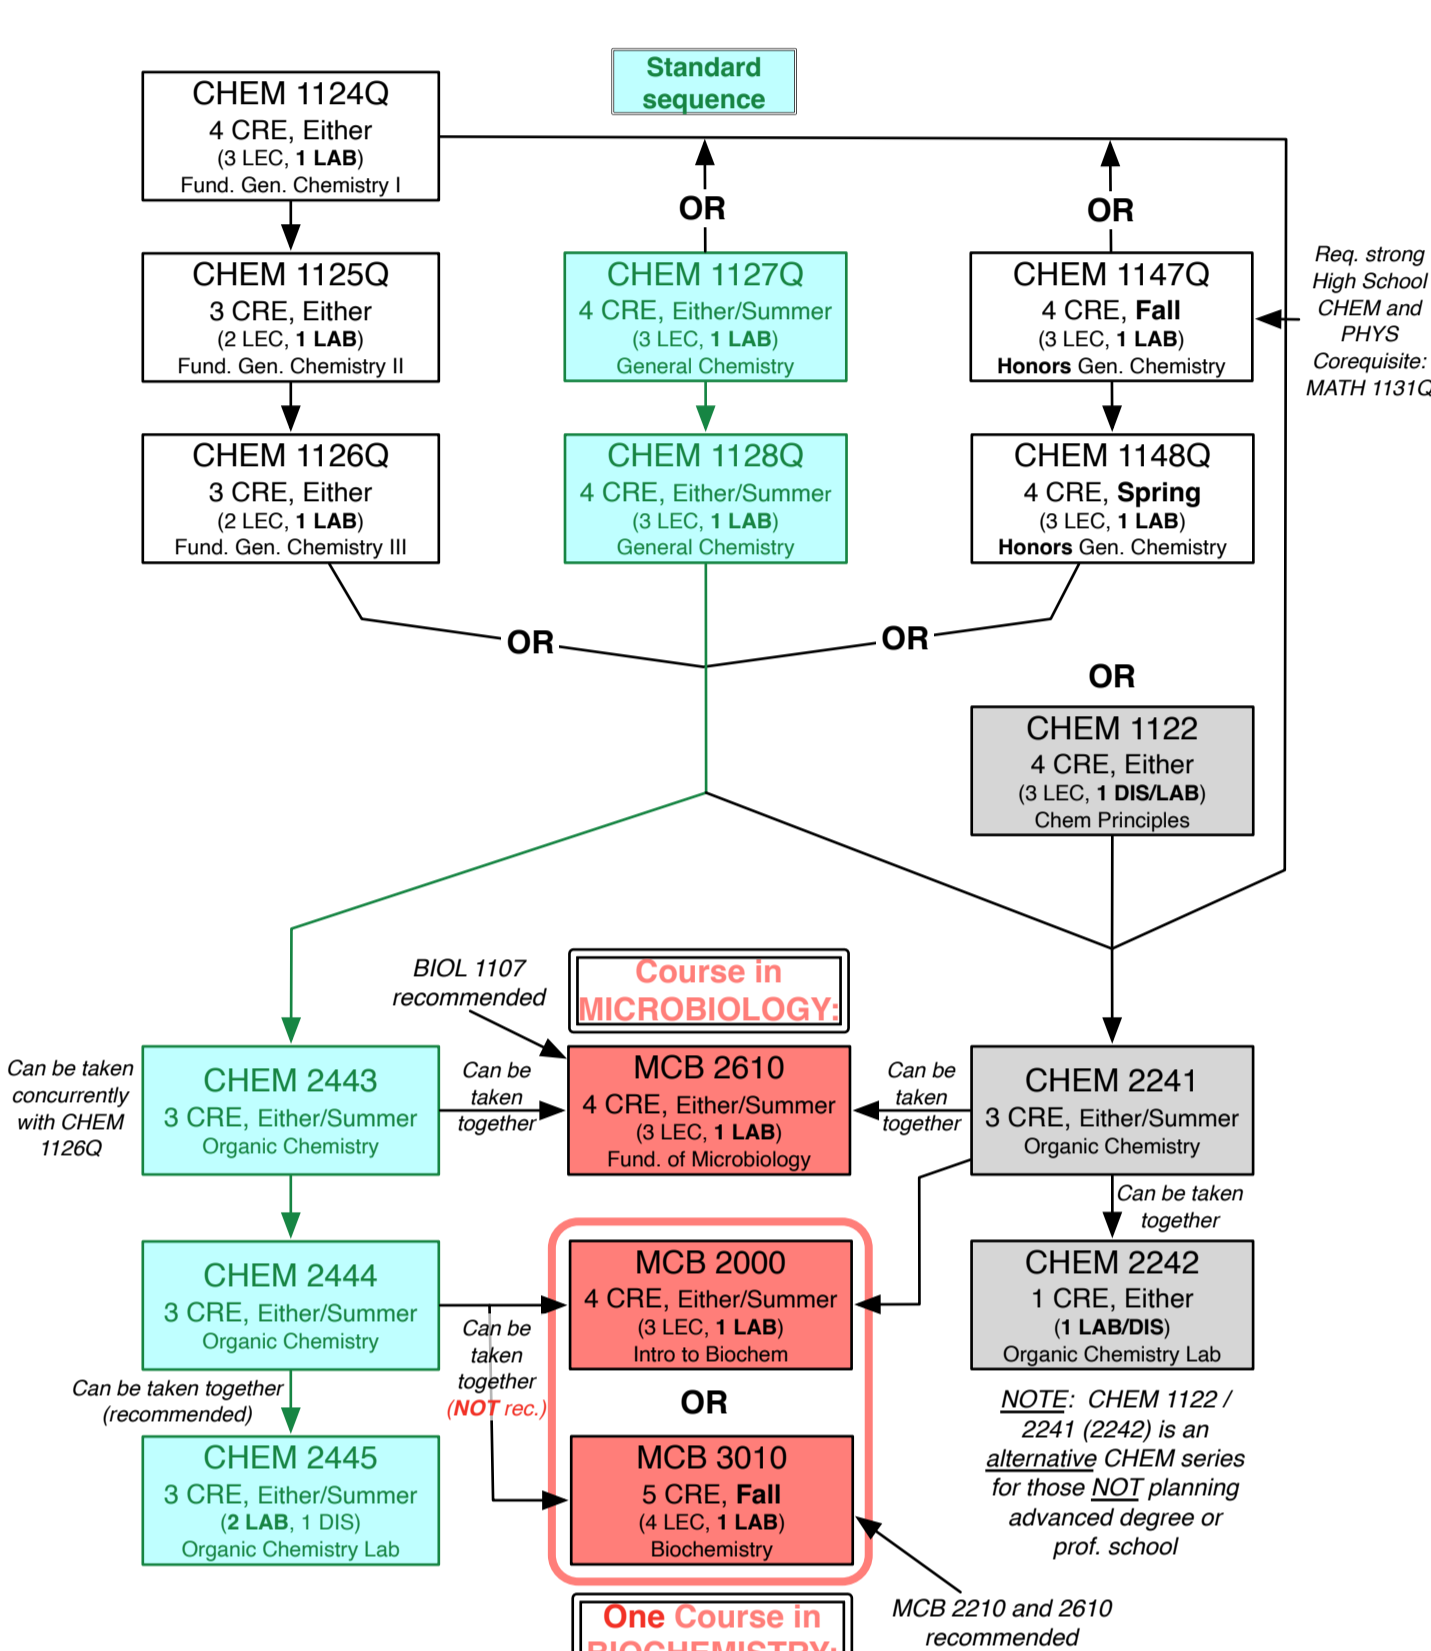 Standard
sequence
CHEM 1124Q
4 CRE, Either
(3 LEC, 1 LAB)
Fund. Gen. Chemistry I
OR
OR
CHEM 1125Q
3 CRE, Either
(2 LEC, 1 LAB)
Fund. Gen. Chemistry II
CHEM 1127Q
4 CRE, Either/Summer
(3 LEC, 1 LAB)
General Chemistry
CHEM 1147Q
4 CRE, Fall
(3 LEC, 1 LAB)
Honors Gen. Chemistry
Req. strong
High School
CHEM and
PHYS
Corequisite:
MATH 1131Q
CHEM 1126Q
3 CRE, Either
(2 LEC, 1 LAB)
Fund. Gen. Chemistry III
CHEM 1128Q
4 CRE, Either/Summer
(3 LEC, 1 LAB)
General Chemistry
CHEM 1148Q
4 CRE, Spring
(3 LEC, 1 LAB)
Honors Gen. Chemistry
OR
OR
OR
CHEM 1122
4 CRE, Either
(3 LEC, 1 DIS/LAB)
Chem Principles
BIOL 1107
recommended
Course in
MICROBIOLOGY:
Can be taken
concurrently
with CHEM
1126Q
CHEM 2443
3 CRE, Either/Summer
Organic Chemistry
Can be
taken
together
MCB 2610
4 CRE, Either/Summer
(3 LEC, 1 LAB)
Fund. of Microbiology
Can be
taken
together
CHEM 2241
3 CRE, Either/Summer
Organic Chemistry
Can be taken
together
CHEM 2444
3 CRE, Either/Summer
Organic Chemistry
Can be
taken
together
(NOT rec.)
MCB 2000
4 CRE, Either/Summer
(3 LEC, 1 LAB)
Intro to Biochem
CHEM 2242
1 CRE, Either
(1 LAB/DIS)
Organic Chemistry Lab
Can be taken together
(recommended)
OR
NOTE: CHEM 1122 /
2241 (2242) is an
alternative CHEM series
for those NOT planning
advanced degree or
prof. school
CHEM 2445
3 CRE, Either/Summer
(2 LAB, 1 DIS)
Organic Chemistry Lab
MCB 3010
5 CRE, Fall
(4 LEC, 1 LAB)
Biochemistry
MCB 2210 and 2610
recommended
One Course in
BIOCHEMISTRY: